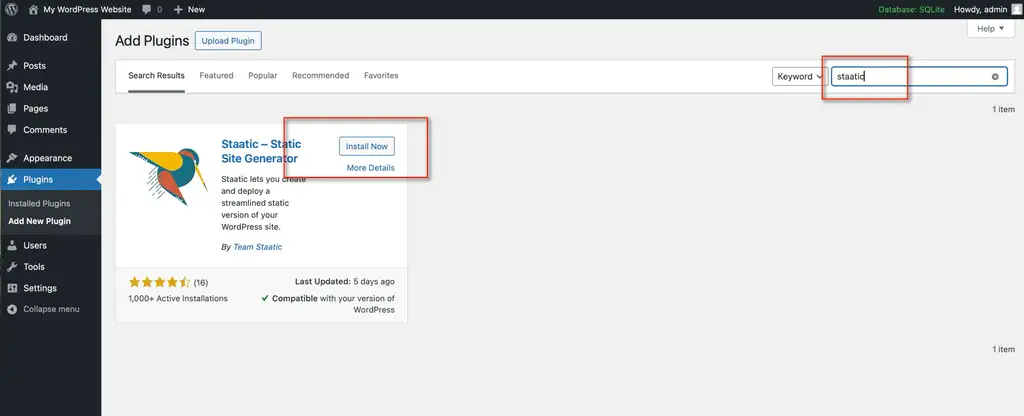 My WordPress Website 0 New Database: SQLite Howdy, admin
Dashboard
Posts
Media
Pages
Comments
Appearance
Plugins
Installed Plugins
Add New Plugin
Users
Tools
Settings
Collapse menu
Add Plugins Upload Plugin
Help
Search Results Featured Popular Recommended Favorites Keyword staatic
1 item
Staatic – Static
Site Generator
Install Now
More Details
Staatic lets you create
and deploy a
streamlined static
version of your
WordPress site.
By Team Staatic
(16)
1,000+ Active Installations
Last Updated: 5 days ago
Compatible with your version of
WordPress
1 item